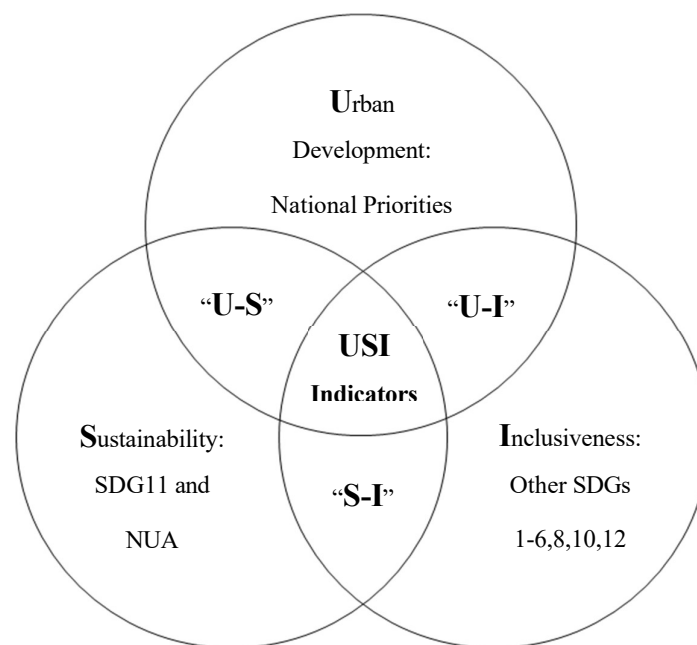 Urban
Development:
National Priorities
“U-S”
“U-I”
USI
Indicators
Sustainability:
SDG11 and
NUA
“S-I”
Inclusiveness:
Other SDGs
1-6,8,10,12